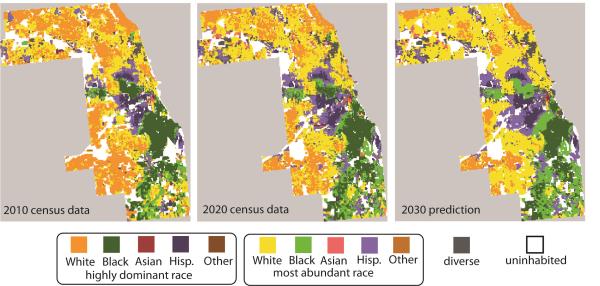 2010 census data
2020 census data
2030 prediction
White Black Asian Hisp. Other
highly dominant race
White Black Asian Hisp. Other
most abundant race
diverse
uninhabited